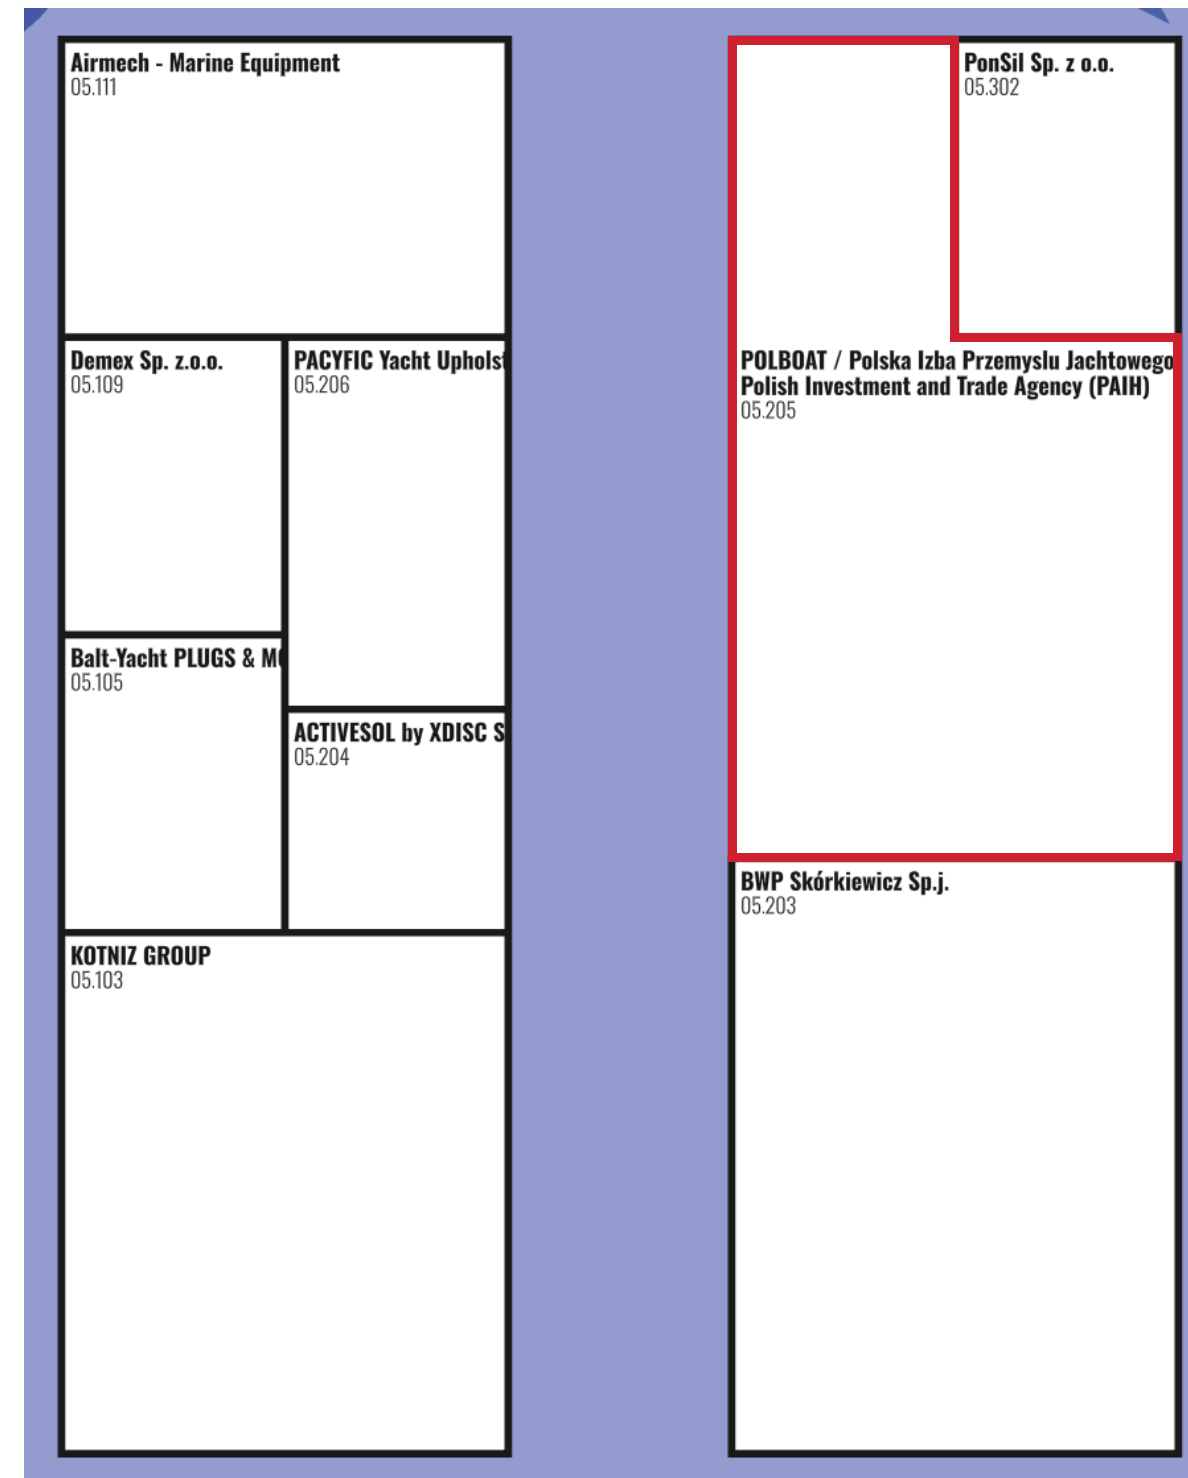 Airmech - Marine Equipment
05.111
Demex Sp. z.o.o.
05.109
PACYFIC Yacht
05.206
Balt-Yacht PLUGS &
05.105
ACTIVESOL by XDISC
05.204
KOTNIZ GROUP
05.103
PonSil Sp. z o.o.
05.302
POLBOAT / Polska Izba Przemyslu Jachtowego
Polish Investment and Trade Agency (PAIH)
05.205
BWP Skórkiewicz Sp.j.
05.203